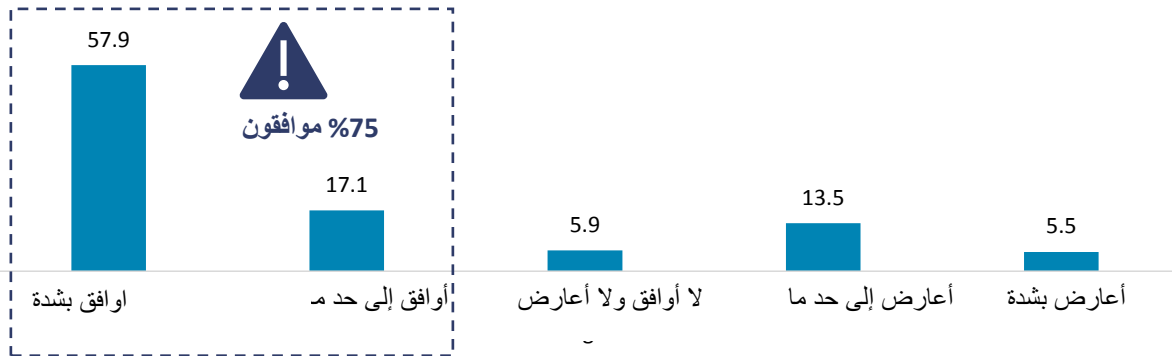 57.9
%75 موافقون
17.1
5.9
13.5
5.5
اوافق بشدة
أوافق إلى حد مـ
لا أوافق ولا أعارض
أعارض إلى حد ما
أعارض بشدة